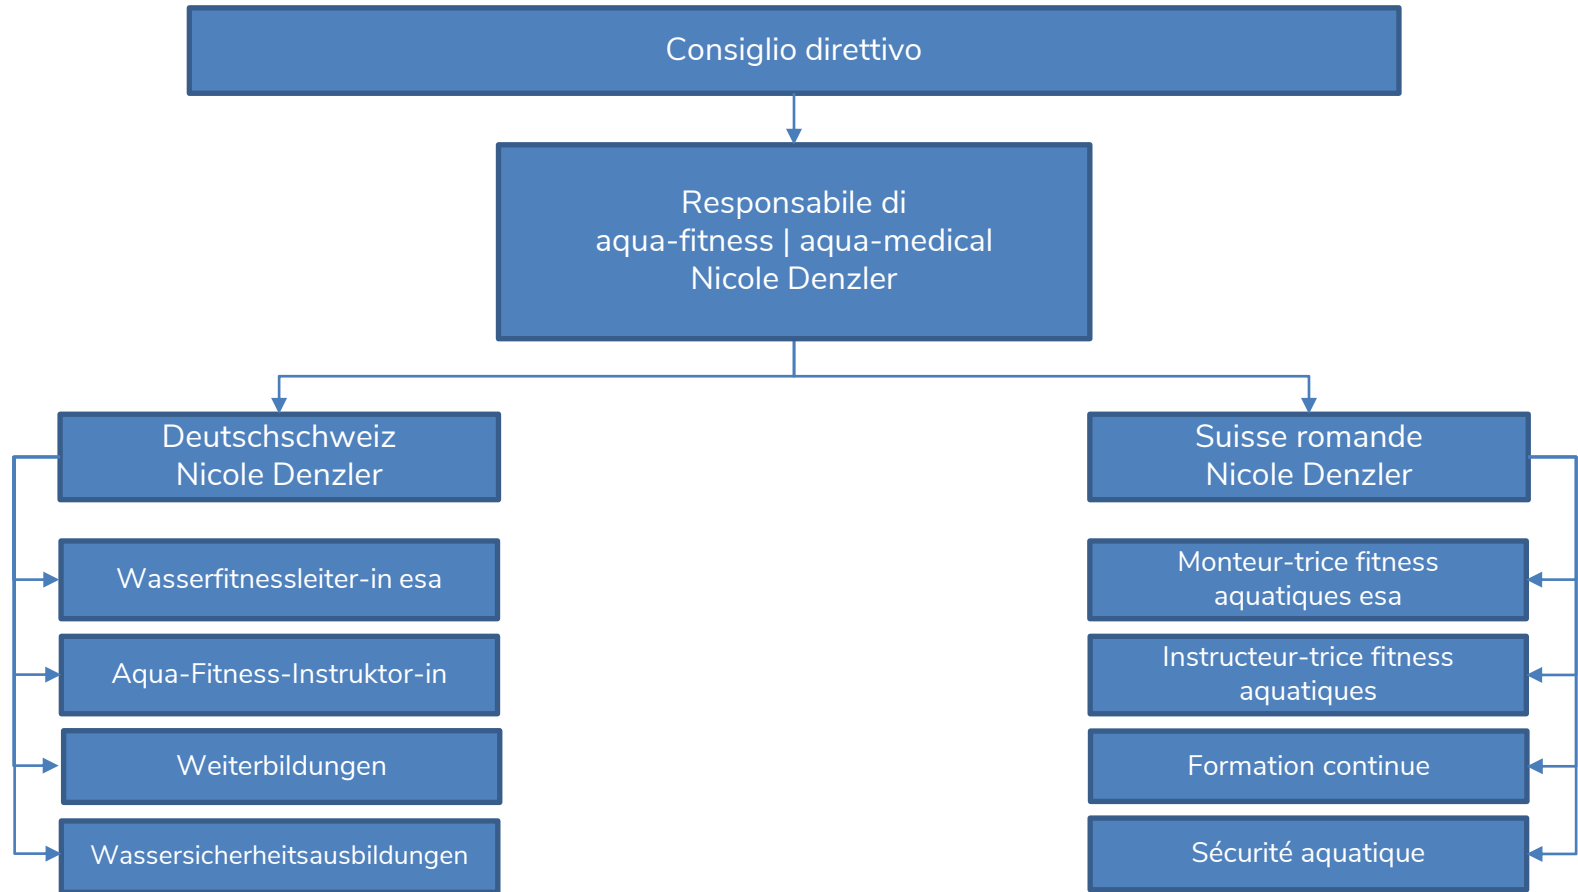 Consiglio direttivo
Responsabile di
aqua-fitness | aqua-medical
Nicole Denzler
Deutschschweiz
Nicole Denzler
Wasserfitnessleiter-in esa
Aqua-Fitness-Instruktor-in
Weiterbildungen
Wassersicherheitsausbildungen
Suisse romande
Nicole Denzler
Monteur-trice fitness
aquatiques esa
Instructeur-trice fitness
aquatiques
Formation continue
Sécurité aquatique